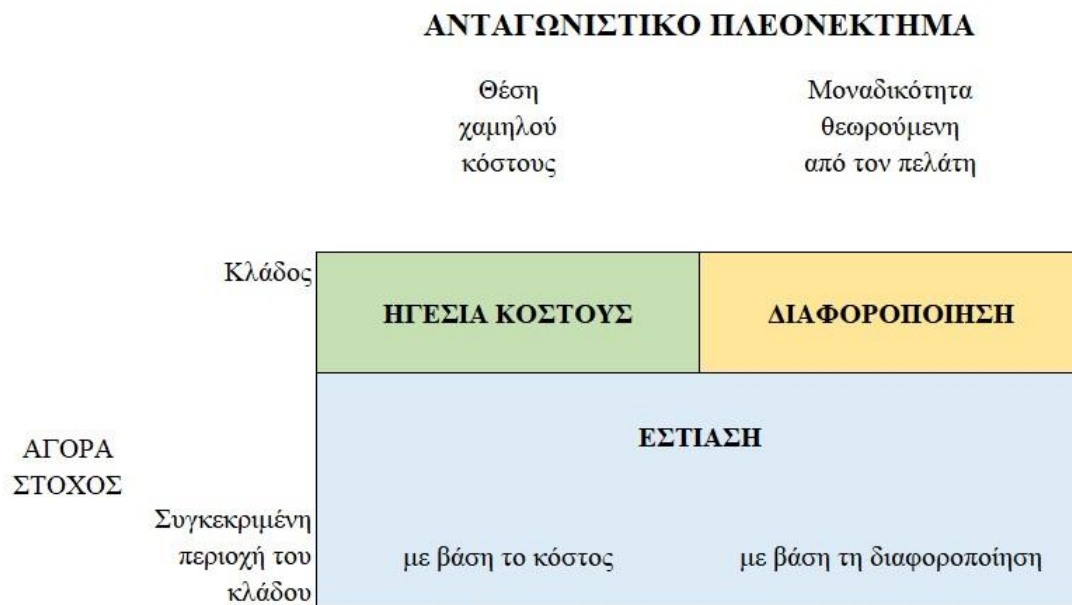 ΑΝΤΑΓΩΝΙΣΤΙΚΟ ΠΛΕΟΝΕΚΤΗΜΑ
Θέση
χαμηλού
κόστους
Μοναδικότητα
θεωρούμενη
από τον πελάτη
Κλάδος
ΗΓΕΣΙΑ ΚΟΣΤΟΥΣ
ΔΙΑΦΟΡΟΠΟΙΗΣΗ
ΑΓΟΡΑ
ΣΤΟΧΟΣ
ΕΣΤΙΑΣΗ
Συγκεκριμένη
περιοχή του
κλάδου
με βάση το κόστος
με βάση τη διαφοροποίηση